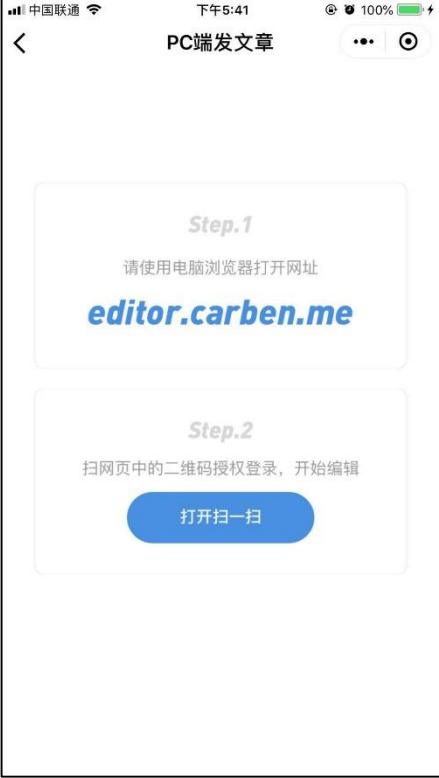 中国联通
下午5:41
100%
PC端发文章
Step.1
请使用电脑浏览器打开网址
editor.carben.me
Step.2
扫网页中的二维码授权登录，开始编辑
打开扫一扫